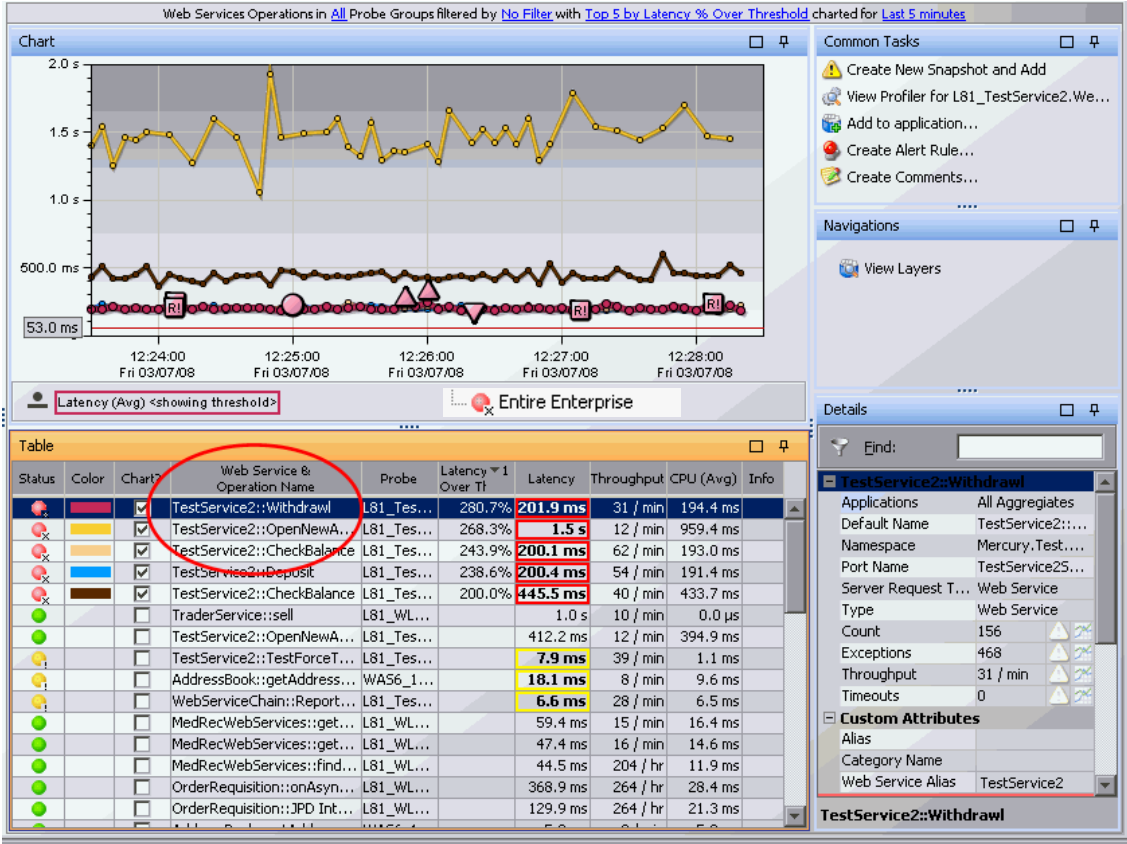 Web Services Operations in All Probe Groups filtered by No Filter with Top 5 by Latency % Over Threshold charted for Last 5 minutes
Chart
2.0 s
1.5 s
1.0 s
500.0 ms
53.0 ms
R!
R!
R!
12:24:00 12:25:00 12:26:00 12:27:00 12:28:00
Fri 03/07/08 Fri 03/07/08 Fri 03/07/08 Fri 03/07/08 Fri 03/07/08
Latency (Avg) <showing threshold>
Entire Enterprise
Common Tasks
Create New Snapshot and Add
View Profiler for L81_TestService2.We...
Add to application...
Create Alert Rule...
Create Comments...
Navigations
View Layers
Table
Status Color Chart? Web Service & Operation Name Probe Latency 1 Over Th Latency Throughput CPU (Avg) Info
TestService2::Withdrawl L81_Tes... 280.7% 201.9 ms 31 / min 194.4 ms
TestService2::OpenNewA... L81_Tes... 268.3% 1.5 s 12 / min 959.4 ms
TestService2::CheckBalance L81_Tes... 243.9% 200.1 ms 62 / min 193.0 ms
TestService2::Deposit L81_Tes... 238.6% 200.4 ms 54 / min 191.4 ms
TestService2::CheckBalance L81_Tes... 200.0% 445.5 ms 40 / min 433.7 ms
TraderService::sell L81_WL... 1.0 s 10 / min 0.0 µs
TestService2::OpenNewA... L81_Tes... 412.2 ms 12 / min 394.9 ms
TestService2::TestForceT... L81_Tes... 7.9 ms 39 / min 1.1 ms
AddressBook::getAddress... WAS6_1... 18.1 ms 8 / min 9.6 ms
WebServiceChain::Report... L81_Tes... 6.6 ms 28 / min 6.5 ms
MedRecWebServices::get... L81_WL... 59.4 ms 15 / min 16.4 ms
MedRecWebServices::get... L81_WL... 47.4 ms 16 / min 14.6 ms
MedRecWebServices::find... L81_WL... 44.5 ms 204 / hr 11.9 ms
OrderRequisition::onAsyn... L81_WL... 368.9 ms 264 / hr 28.4 ms
OrderRequisition::JPD Int... L81_WL... 129.9 ms 264 / hr 21.3 ms
Details
Find:
TestService2::Withdrawl
Applications All Aggregiates
Default Name TestService2::...
Namespace Mercury.Test....
Port Name TestService2S...
Server Request T... Web Service
Type Web Service
Count 156
Exceptions 468
Throughput 31 / min
Timeouts 0
Custom Attributes
Alias
Category Name
Web Service Alias TestService2
TestService2::Withdrawl